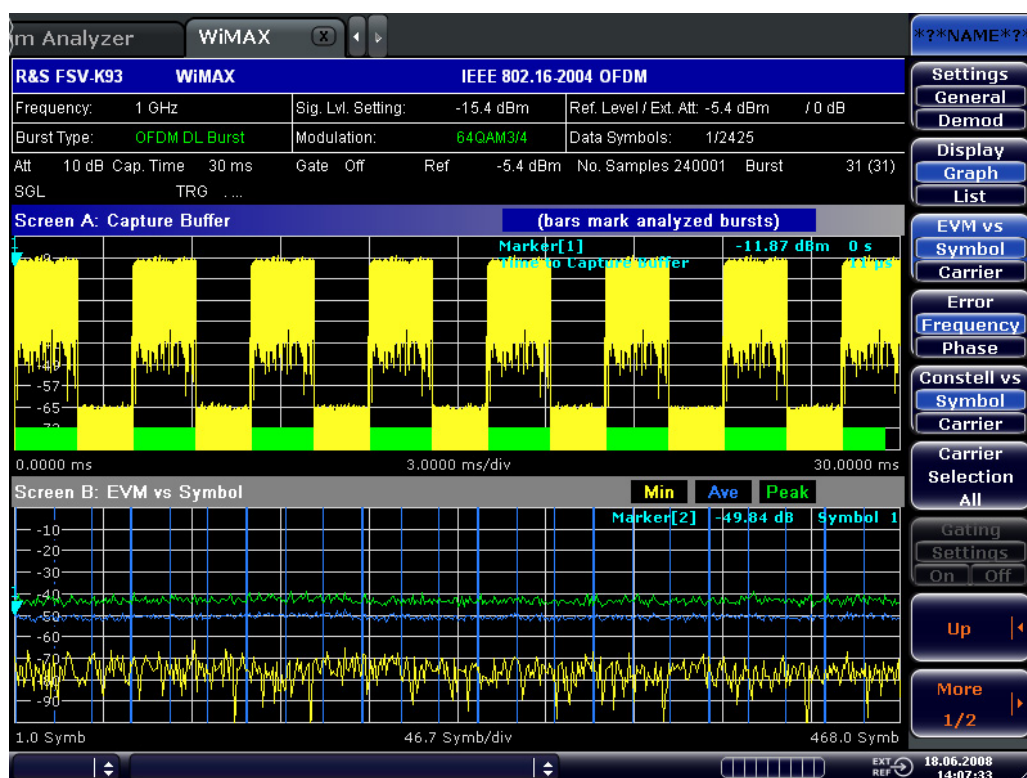 m Analyzer WiMAX X
*?*NAME*?*
R&S FSV-K93 WiMAX IEEE 802.16-2004 OFDM
Frequency: 1 GHz Sig. Lvl. Setting: -15.4 dBm Ref. Level / Ext. Att: -5.4 dBm / 0 dB
Burst Type: OFDM DL Burst Modulation: 64QAM3/4 Data Symbols: 1/2425
Att 10 dB Cap. Time 30 ms Gate Off Ref -5.4 dBm No. Samples 240001 Burst 31 (31)
SGL TRG . ...
Screen A: Capture Buffer (bars mark analyzed bursts)
Marker[1] -11.87 dBm 0 s
Time to Capture Buffer 11 µs
-57
-65
0.0000 ms 3.0000 ms/div 30.0000 ms
Screen B: EVM vs Symbol Min Ave Peak
Marker[2] -49.84 dB Symbol 1
-10
-20
-30
-40
-50
-60
-70
-90
1.0 Symb 46.7 Symb/div 468.0 Symb
Settings
General
Demod
Display
Graph
List
EVM vs
Symbol
Carrier
Error
Frequency
Phase
Constell vs
Symbol
Carrier
Carrier
Selection
All
Gating
Settings
On Off
Up
More
1/2
EXT
REF
18.06.2008
14:07:33